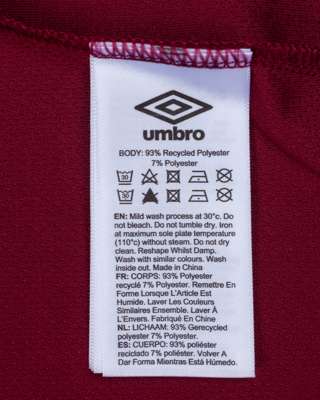 umbro
BODY: 93% Recycled Polyester
7% Polyester
30
30
EN: Mild wash process at 30°c. Do
not bleach. Do not tumble dry. Iron
at maximum sole plate temperature
(110°c) without steam. Do not dry
clean. Reshape Whilst Damp.
Wash with similar colours. Wash
inside out. Made in China
FR: CORPS: 93% Polyester
recyclé 7% Polyester. Remettre En
Forme Lorsque L'Article Est
Humide. Laver Les Couleurs
Similaires Ensemble. Laver À
L'Envers. Fabriqué En Chine
NL: LICHAAM: 93% Gerecycled
polyester 7% Polyester
ES: CUERPO: 93% poliéster
reciclado 7% poliéster. Volver A
Dar Forma Mientras Está Húmedo.